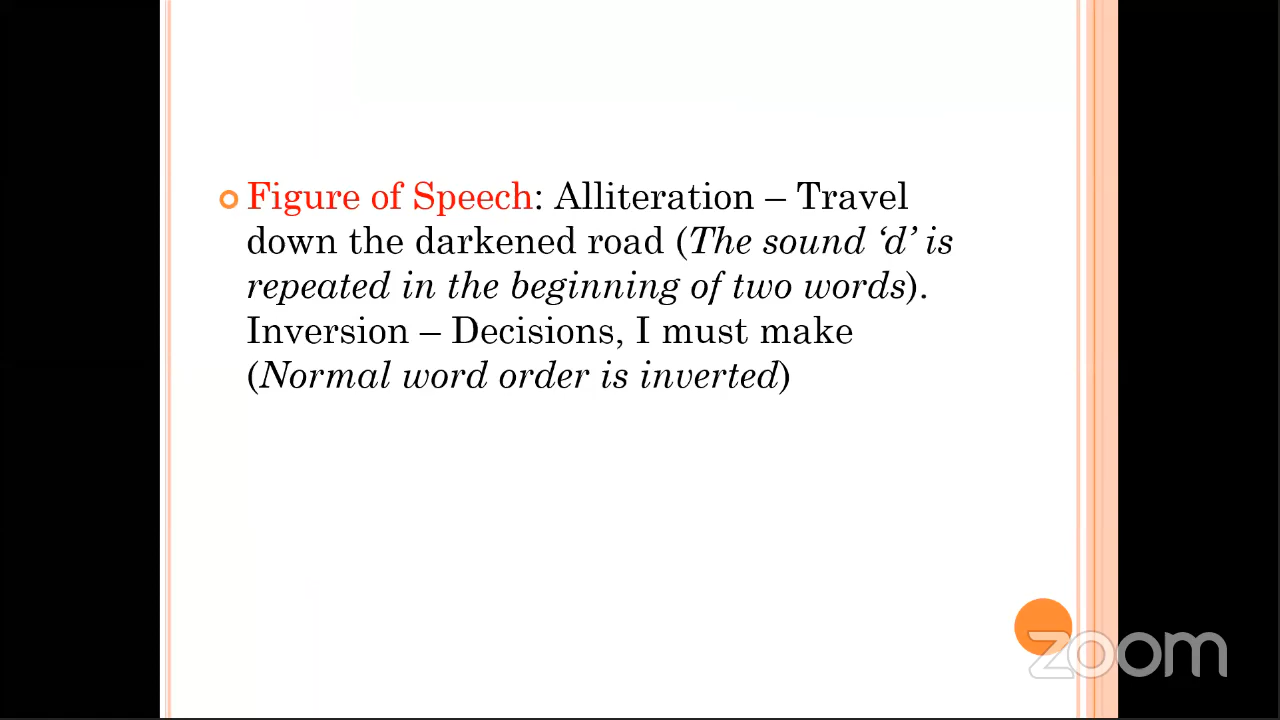 Figure of Speech: Alliteration – Travel
down the darkened road (The sound ‘d’ is
repeated in the beginning of two words).
Inversion – Decisions, I must make
(Normal word order is inverted)
zoom